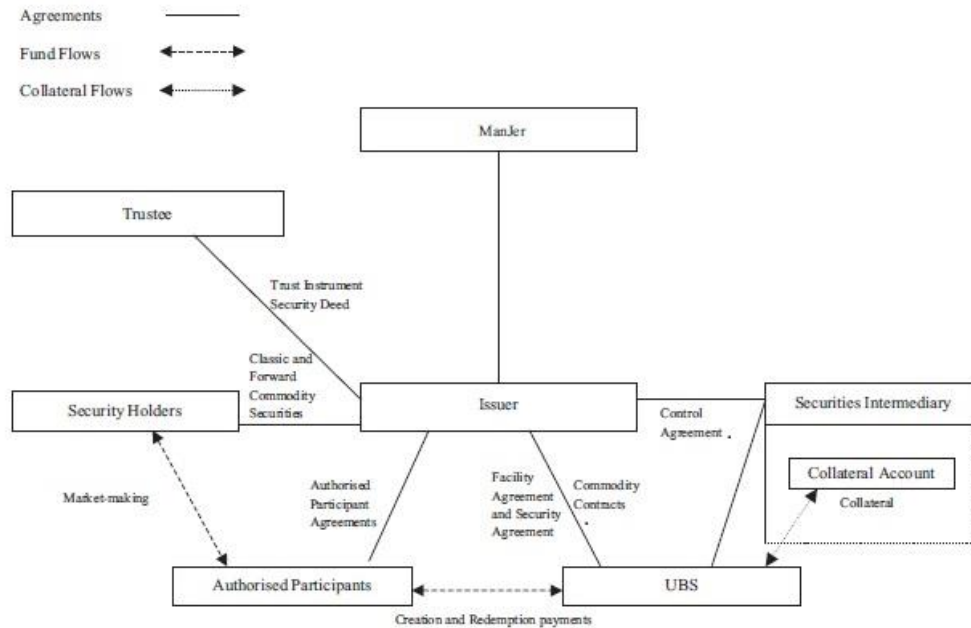 Agreements
Fund Flows
Collateral Flows
ManJer
Trustee
Trust Instrument
Security Deed
Classic and
Forward
Commodity
Securities
Security Holders
Issuer
Securities Intermediary
Control
Agreement .
Collateral Account
Collateral
Market-making
Authorised
Participant
Agreements
Facility
Agreement
and Security
Agreement
Commodity
Contracts
.
Authorised Participants
UBS
Creation and Redemption payments